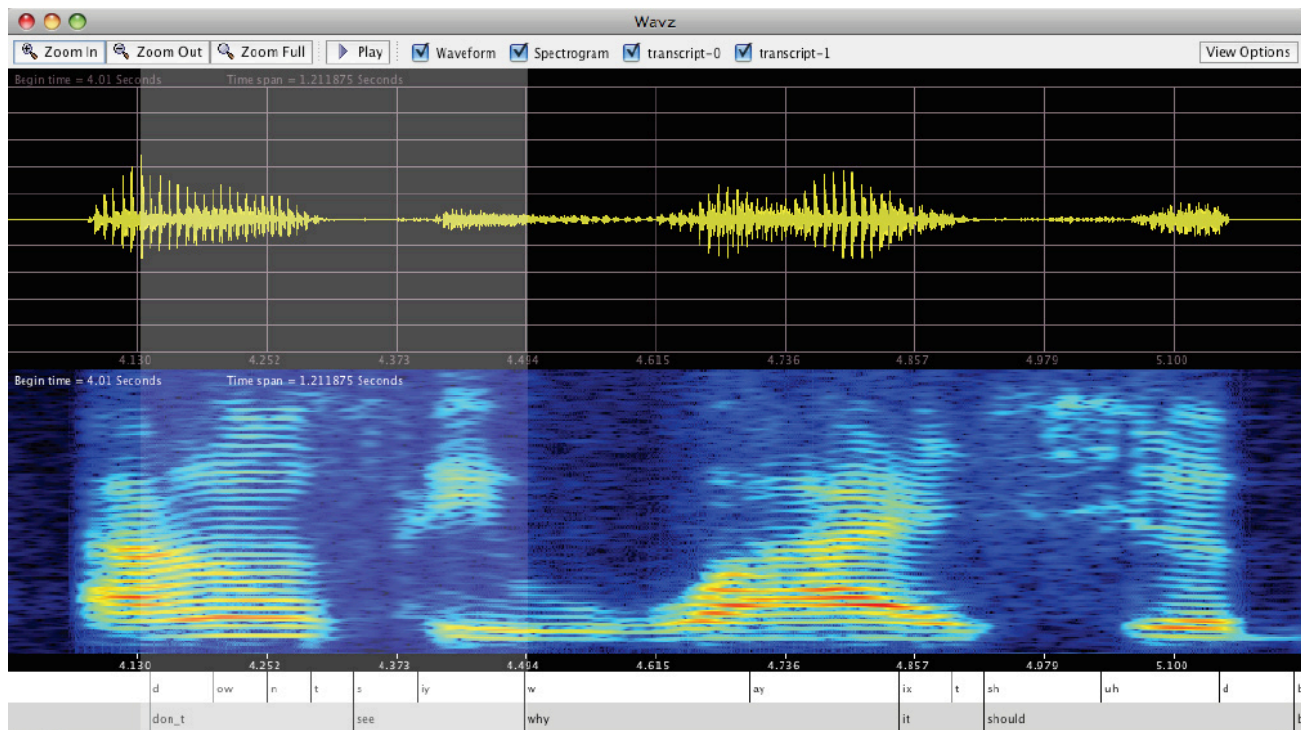 Wavz
Zoom In Zoom Out Zoom Full Play Waveform Spectrogram transcript-0 transcript-1 View Options
Begin time = 4.01 Seconds Time span = 1.211875 Seconds
4.130 4.252 4.373 4.494 4.615 4.736 4.857 4.979 5.100
Begin time = 4.01 Seconds Time span = 1.211875 Seconds
4.130 4.252 4.373 4.494 4.615 4.736 4.857 4.979 5.100
d ow n t s iy w ay ix t sh uh d
don_t see why it should